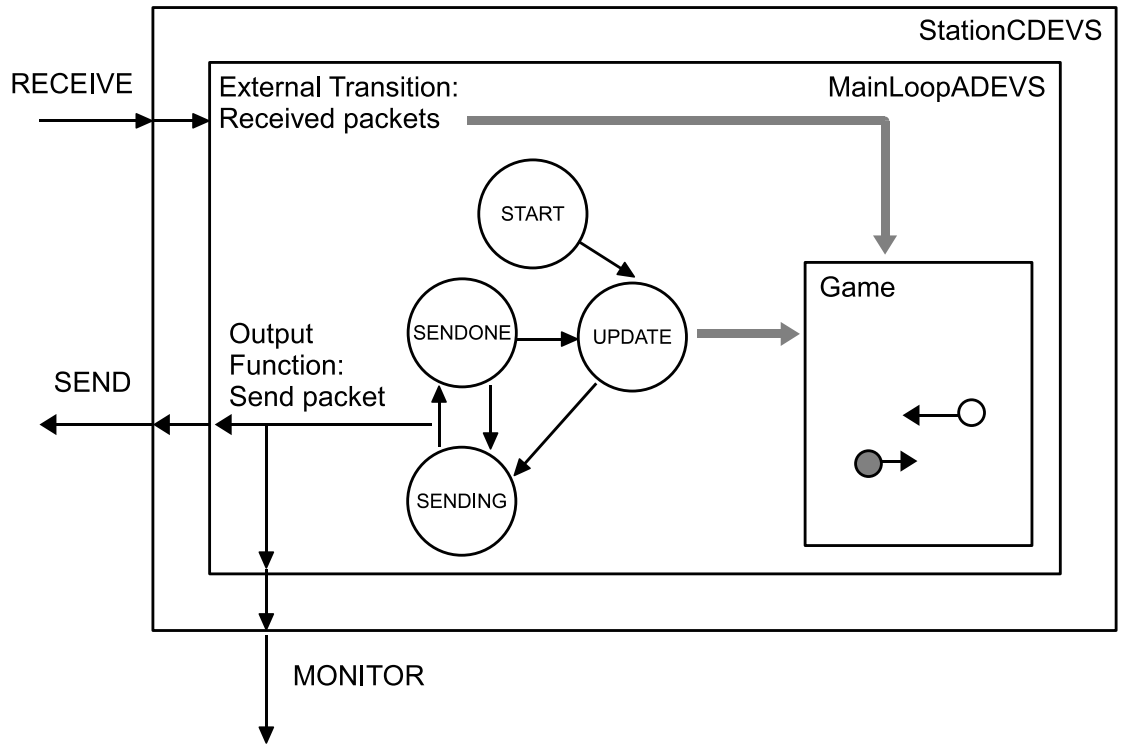 StationCDEVS
RECEIVE
External Transition:
Received packets
MainLoopADEVS
START
Game
SENDONE
UPDATE
Output
Function:
Send packet
SEND
SENDING
MONITOR